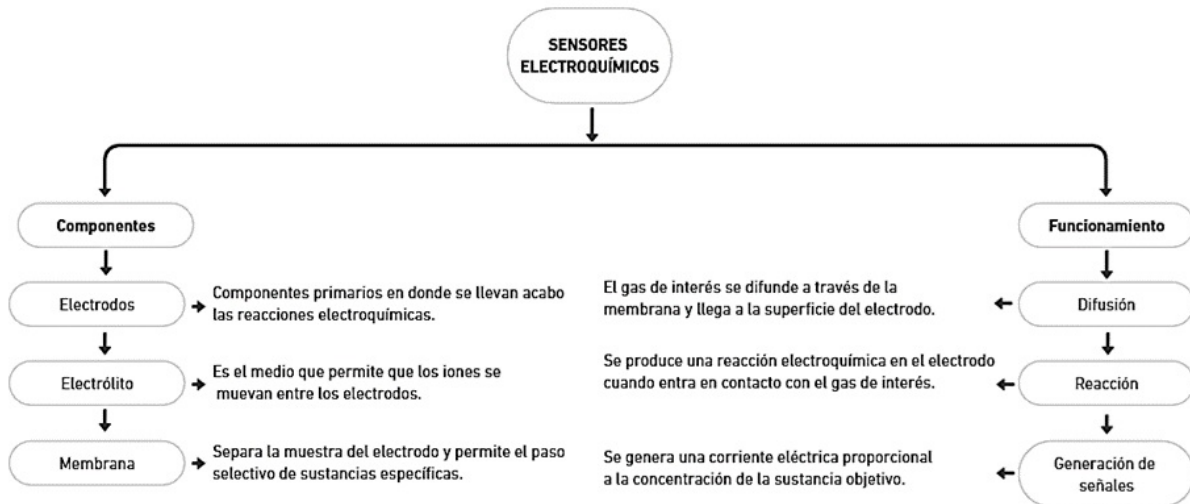 SENSORES
ELECTROQUÍMICOS
Componentes
Electrodos
Componentes primarios en donde se llevan acabo
las reacciones electroquímicas.
Electrólito
Es el medio que permite que los iones se
muevan entre los electrodos.
Membrana
Separa la muestra del electrodo y permite el paso
selectivo de sustancias específicas.
Funcionamiento
Difusión
El gas de interés se difunde a través de la
membrana y llega a la superficie del electrodo.
Reacción
Se produce una reacción electroquímica en el electrodo
cuando entra en contacto con el gas de interés.
Generación de
señales
Se genera una corriente eléctrica proporcional
a la concentración de la sustancia objetivo.